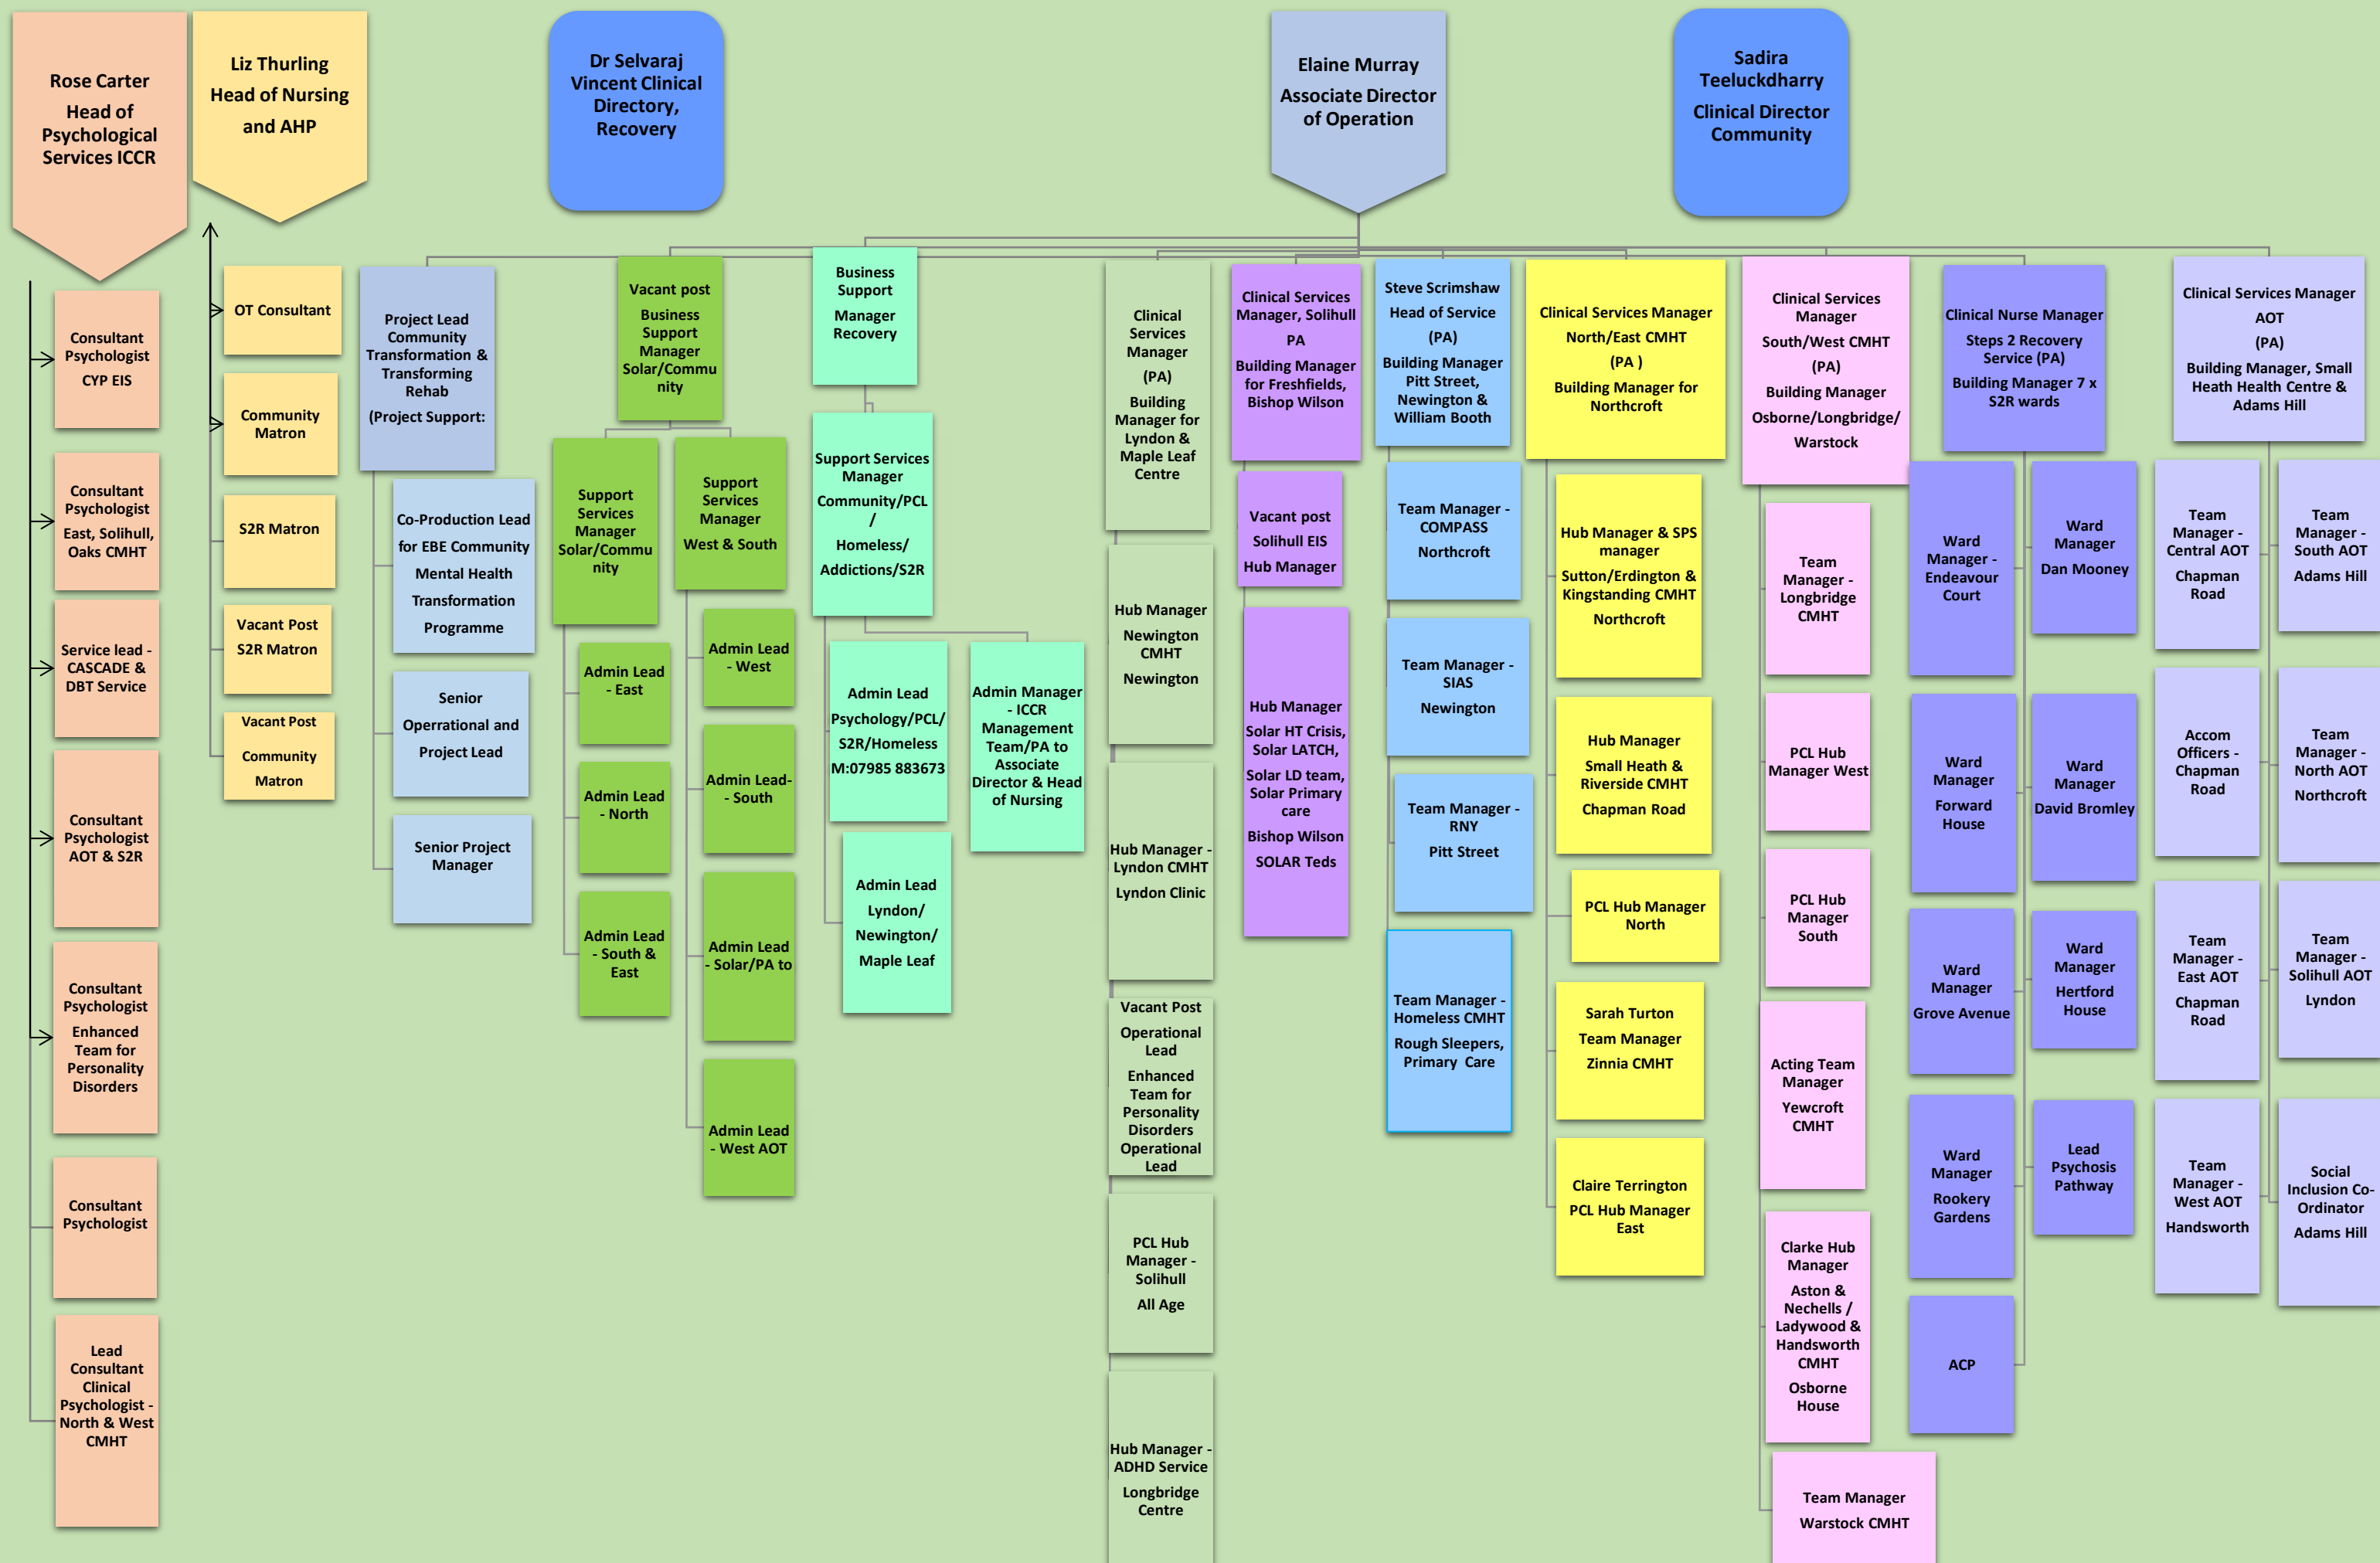 Rose Carter
Head of
Psychological
Services ICCR
Liz Thurling
Head of Nursing
and AHP
Dr Selvaraj
Vincent Clinical
Directory,
Recovery
Elaine Murray
Associate Director
of Operation
Sadira
Teeluckdharry
Clinical Director
Community
Consultant
Psychologist
CYP EIS
Consultant
Psychologist
East, Solihull,
Oaks CMHT
Service lead -
CASCADE &
DBT Service
Consultant
Psychologist
AOT & S2R
Consultant
Psychologist
Enhanced
Team for
Personality
Disorders
Consultant
Psychologist
Lead
Consultant
Clinical
Psychologist -
North & West
CMHT
OT Consultant
Community
Matron
S2R Matron
Vacant Post
S2R Matron
Vacant Post
Community
Matron
Project Lead
Community
Transformation &
Transforming
Rehab
(Project Support:
Co-Production Lead
for EBE Community
Mental Health
Transformation
Programme
Senior
Operrational and
Project Lead
Senior Project
Manager
Vacant post
Business
Support
Manager
Solar/Commu
nity
Support
Services
Manager
Solar/Commu
nity
Admin Lead
- East
Admin Lead
- North
Admin Lead
- South &
East
Support
Services
Manager
West & South
Admin Lead
- West
Admin Lead-
- South
Admin Lead
- Solar/PA to
Admin Lead
- West AOT
Business
Support
Manager
Recovery
Support Services
Manager
Community/PCL
/
Homeless/
Addictions/S2R
Admin Lead
Psychology/PCL/
S2R/Homeless
M:07985 883673
Admin Lead
Lyndon/
Newington/
Maple Leaf
Admin Manager
- ICCR
Management
Team/PA to
Associate
Director & Head
of Nursing
Clinical
Services
Manager
(PA)
Building
Manager for
Lyndon &
Maple Leaf
Centre
Hub Manager
Newington
CMHT
Newington
Hub Manager -
Lyndon CMHT
Lyndon Clinic
Vacant Post
Operational
Lead
Enhanced
Team for
Personality
Disorders
Operational
Lead
PCL Hub
Manager -
Solihull
All Age
Hub Manager -
ADHD Service
Longbridge
Centre
Clinical Services
Manager, Solihull
PA
Building Manager
for Freshfields,
Bishop Wilson
Vacant post
Solihull EIS
Hub Manager
Hub Manager
Solar HT Crisis,
Solar LATCH,
Solar LD team,
Solar Primary
care
Bishop Wilson
SOLAR Teds
Steve Scrimshaw
Head of Service
(PA)
Building Manager
Pitt Street,
Newington &
William Booth
Team Manager -
COMPASS
Northcroft
Team Manager -
SIAS
Newington
Team Manager -
RNY
Pitt Street
Team Manager -
Homeless CMHT
Rough Sleepers,
Primary  Care
Clinical Services Manager
North/East CMHT
(PA )
Building Manager for
Northcroft
Hub Manager & SPS
manager
Sutton/Erdington &
Kingstanding CMHT
Northcroft
Hub Manager
Small Heath &
Riverside CMHT
Chapman Road
PCL Hub Manager
North
Sarah Turton
Team Manager
Zinnia CMHT
Claire Terrington
PCL Hub Manager
East
Clinical Services
Manager
South/West CMHT
(PA)
Building Manager
Osborne/Longbridge/
Warstock
Team
Manager -
Longbridge
CMHT
PCL Hub
Manager West
PCL Hub
Manager
South
Acting Team
Manager
Yewcroft
CMHT
Clarke Hub
Manager
Aston &
Nechells /
Ladywood &
Handsworth
CMHT
Osborne
House
Team Manager
Warstock CMHT
Clinical Nurse Manager
Steps 2 Recovery
Service (PA)
Building Manager 7 x
S2R wards
Ward
Manager -
Endeavour
Court
Ward
Manager
Dan Mooney
Ward
Manager
Forward
House
Ward
Manager
David Bromley
Ward
Manager
Grove Avenue
Ward
Manager
Hertford
House
Ward
Manager
Rookery
Gardens
Lead
Psychosis
Pathway
ACP
Clinical Services Manager
AOT
(PA)
Building Manager, Small
Heath Health Centre &
Adams Hill
Team
Manager -
Central AOT
Chapman
Road
Team
Manager -
South AOT
Adams Hill
Accom
Officers -
Chapman
Road
Team
Manager -
North AOT
Northcroft
Team
Manager -
East AOT
Chapman
Road
Team
Manager -
Solihull AOT
Lyndon
Team
Manager -
West AOT
Handsworth
Social
Inclusion Co-
Ordinator
Adams Hill